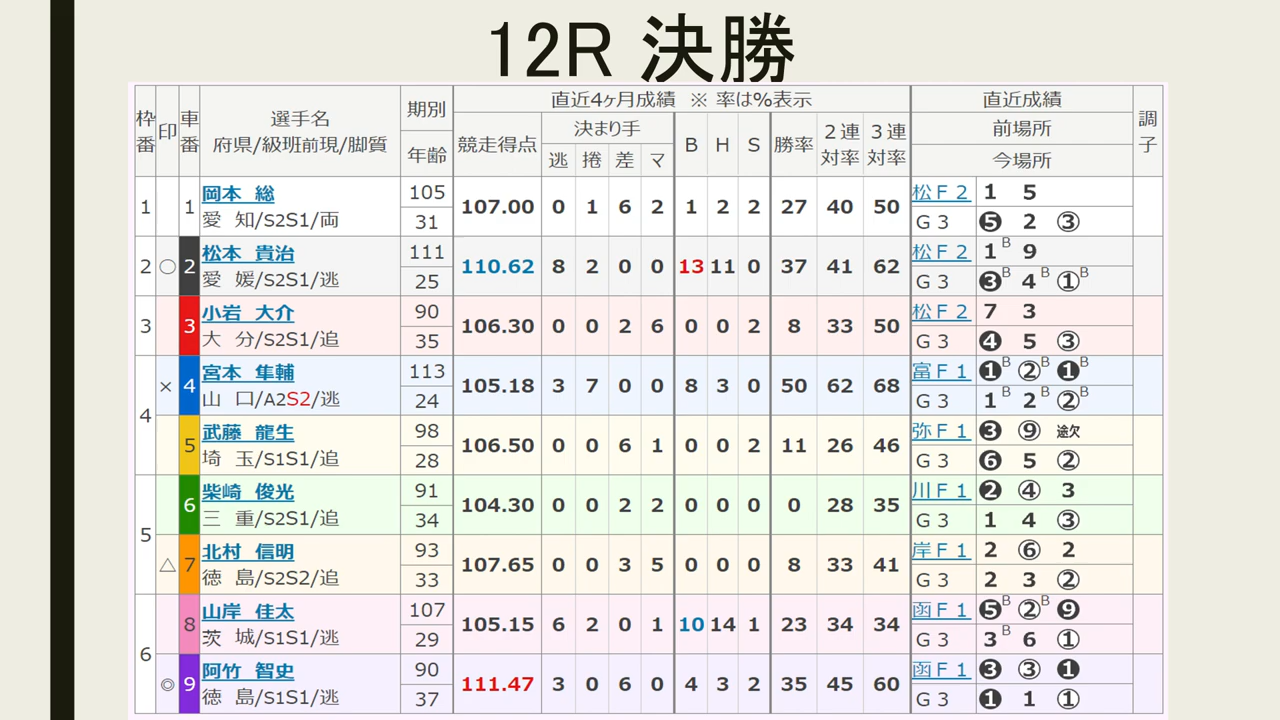 12R 決勝
枠番 印 車番 選手名 府県/級班前現/脚質 期別 年齢 直近4ヶ月成績 ※ 率は%表示 直近成績 調子
競走得点 決まり手 B H S 勝率 2連対率 3連対率 前場所
逃 捲 差 マ 今場所
1 1 岡本 総 105 107.00 0 1 6 2 1 2 2 27 40 50 松F2 1 5
愛 知/S2S1/両 31 G3 ❺ 2 ③
2 ○ 2 松本 貴治 111 110.62 8 2 0 0 13 11 0 37 41 62 松F2 1B 9
愛 媛/S2S1/逃 25 G3 ❸B 4B ①B
3 3 小岩 大介 90 106.30 0 0 2 6 0 0 2 8 33 50 松F2 7 3
大 分/S2S1/追 35 G3 ❹ 5 ③
4 × 4 宮本 隼輔 113 105.18 3 7 0 0 8 3 0 50 62 68 富F1 ❶B ②B ❶B
山 口/A2S2/逃 24 G3 1B 2B ②B
5 武藤 龍生 98 106.50 0 0 6 1 0 0 2 11 26 46 弥F1 ❸ ⑨ 途欠
埼 玉/S1S1/追 28 G3 ❻ 5 ②
5 6 柴崎 俊光 91 104.30 0 0 2 2 0 0 0 0 28 35 川F1 ❷ ④ 3
三 重/S2S1/追 34 G3 1 4 ③
△ 7 北村 信明 93 107.65 0 0 3 5 0 0 0 8 33 41 岸F1 2 ⑥ 2
徳 島/S2S2/追 33 G3 2 3 ②
6 8 山岸 佳太 107 105.15 6 2 0 1 10 14 1 23 34 34 函F1 ❺B ②B ❾
茨 城/S1S1/逃 29 G3 3B 6 ①
◎ 9 阿竹 智史 90 111.47 3 0 6 0 4 3 2 35 45 60 函F1 ❸ ③ ❶
徳 島/S1S1/逃 37 G3 ❶ 1 ①